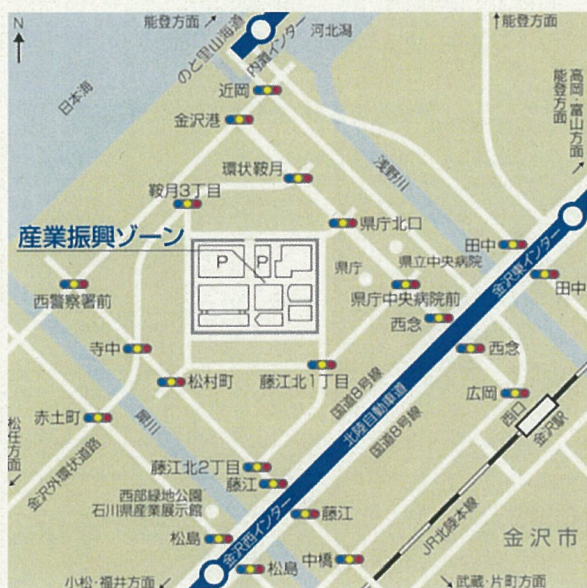 N
能登方面
のと里山海道
内灘インター
河北潟
能登方面
高岡・富山方面
能登方面
日本海
近岡
金沢港
浅野川
環状鞍月
鞍月3丁目
県庁北口
産業振興ゾーン
P
P
県庁
県立中央病院
田中
金沢東インター
田中
西警察署前
県庁中央病院前
西念
西念
寺中
松村町
藤江北1丁目
国道8号線
北陸自動車道
国道8号線
広岡
西口
金沢駅
赤土町
松任方面
金沢外環状道路
犀川
藤江北2丁目
藤江
西部緑地公園
石川県産業展示館
金沢西インター
藤江
JR北陸本線
金沢市
松島
松島
中橋
小松・福井方面
武蔵・片町方面